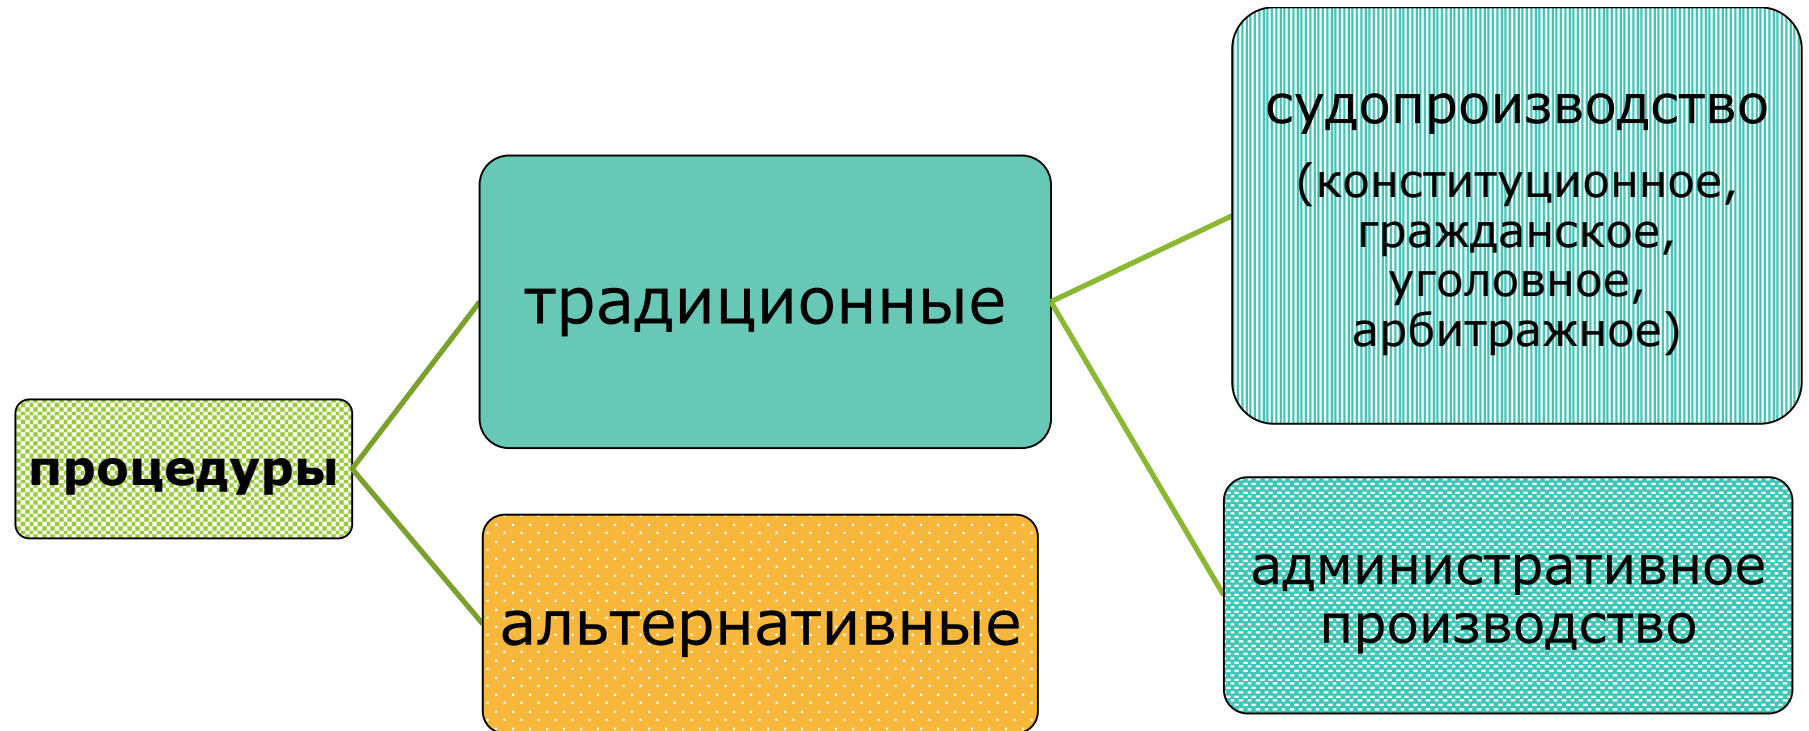 процедуры
традиционные
альтернативные
судопроизводство
(конституционное,
гражданское,
уголовное,
арбитражное)
административное
производство